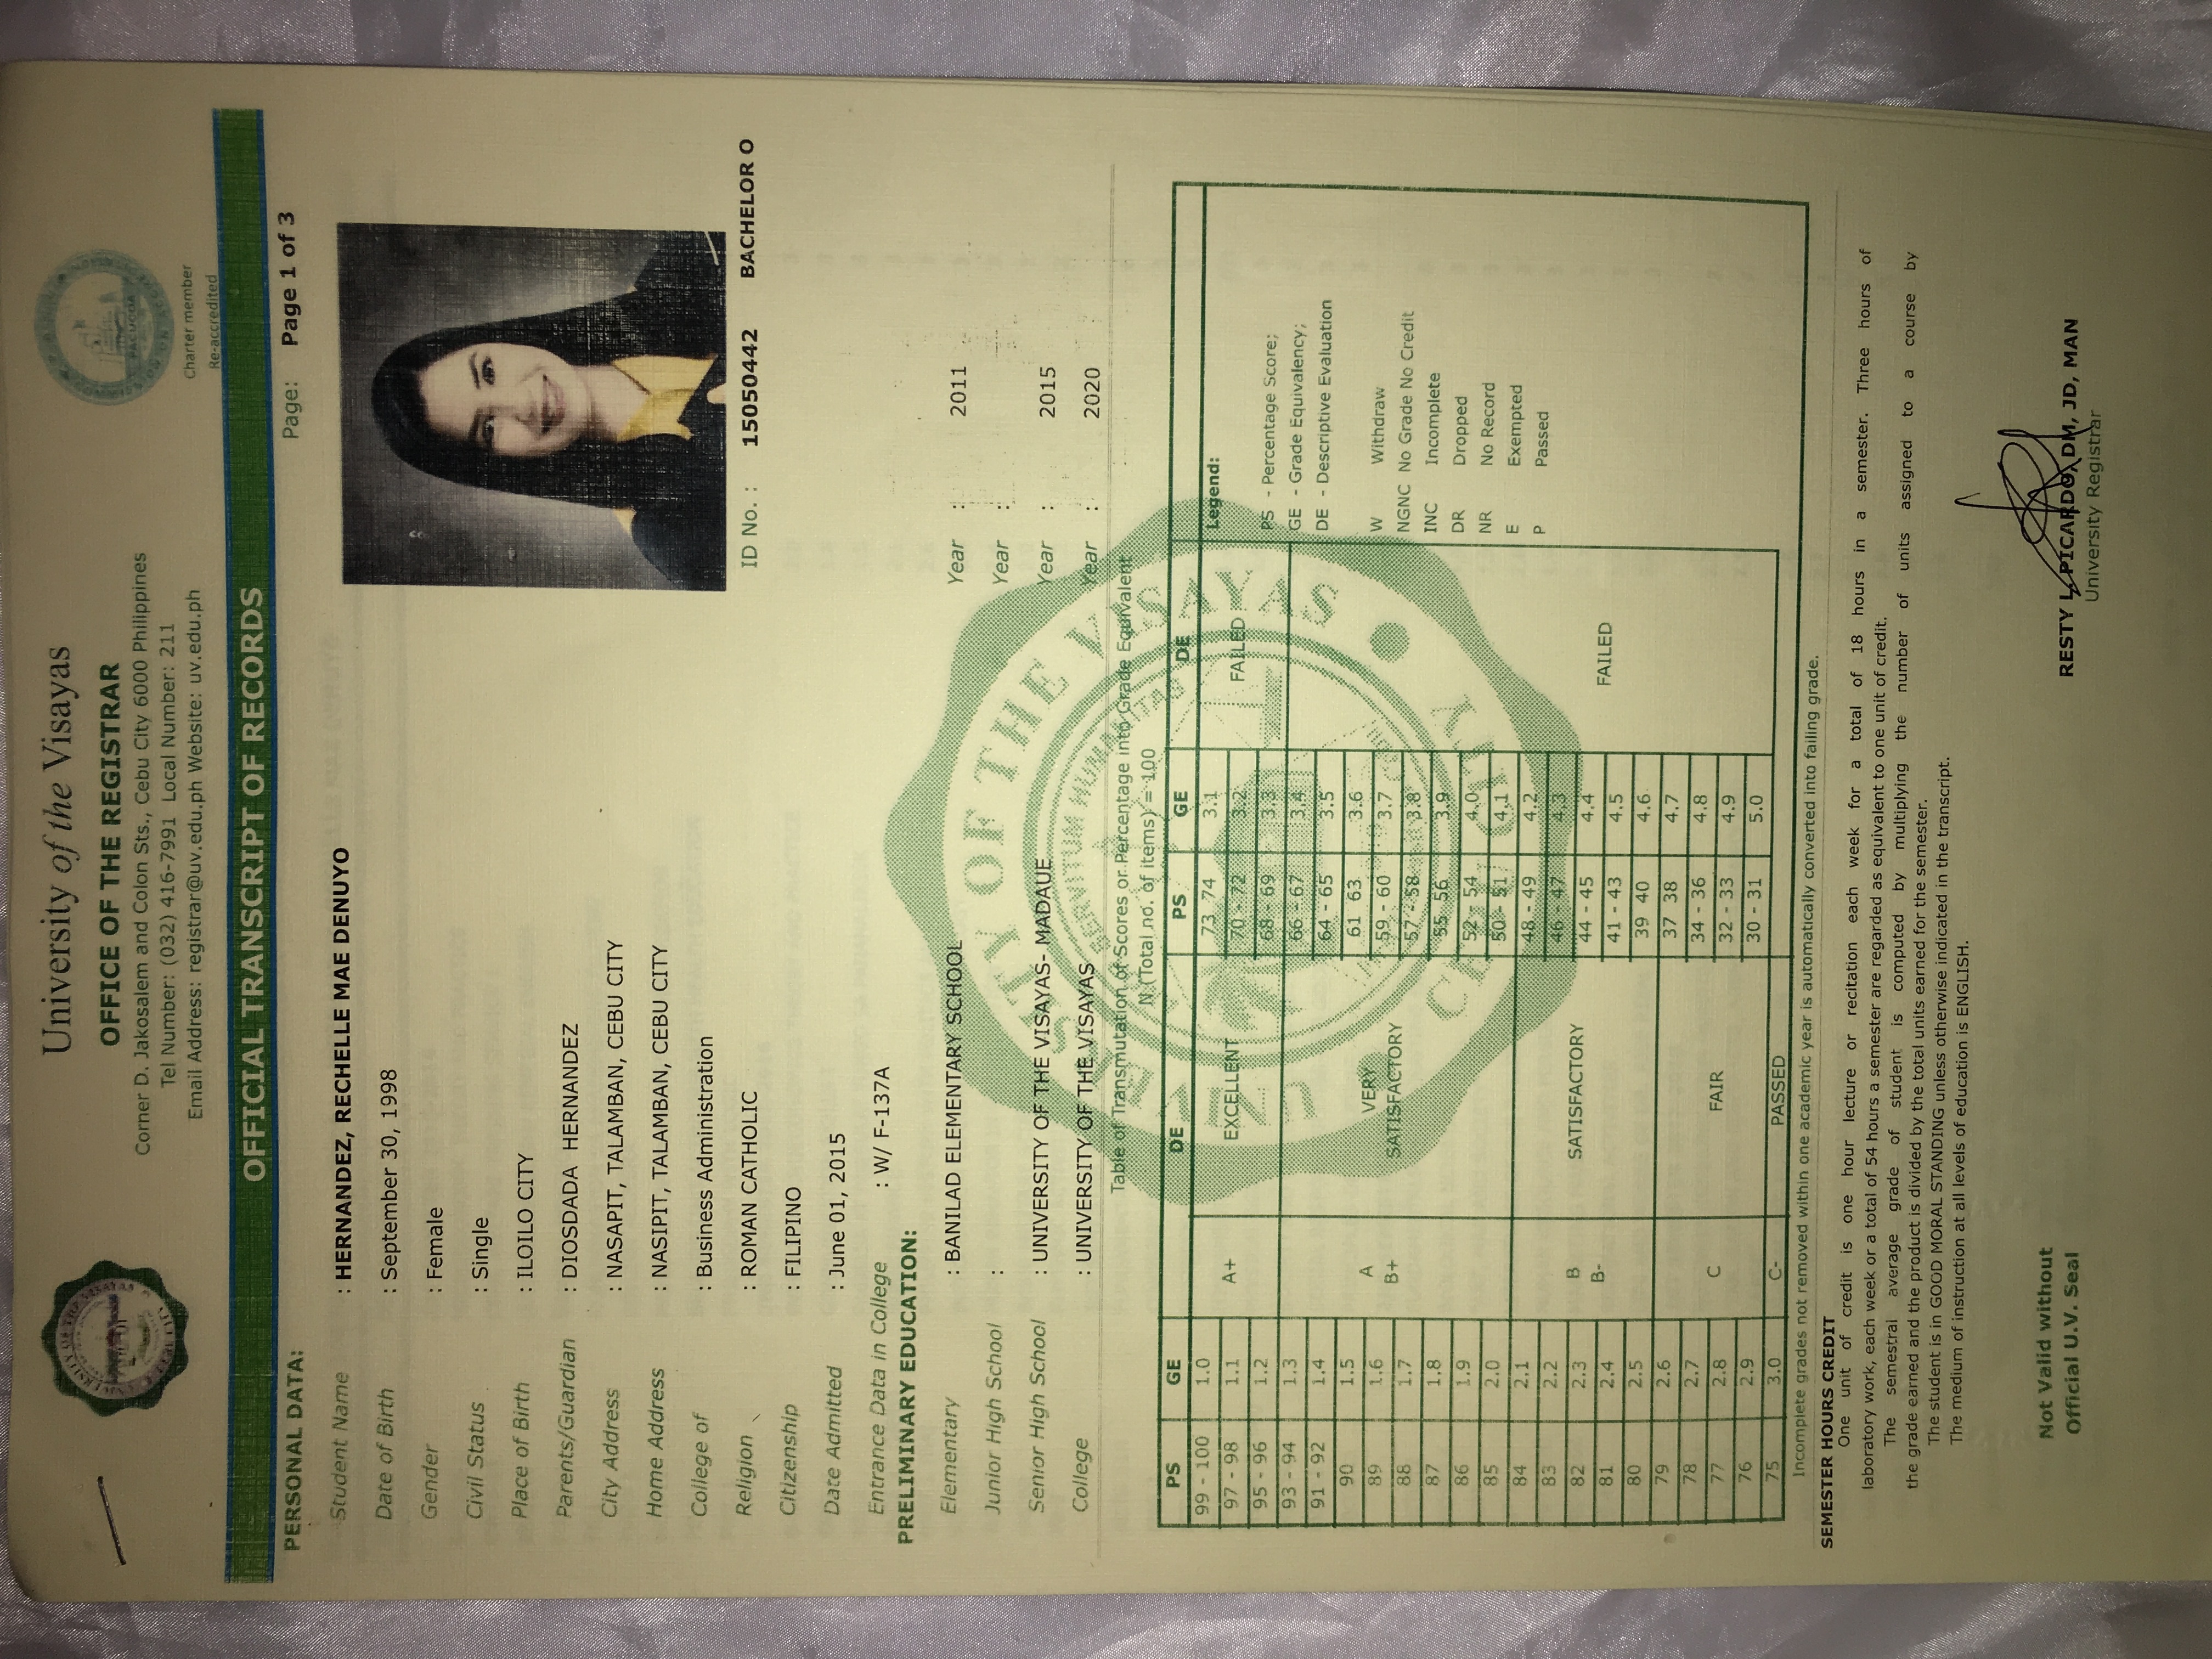 University of the Visayas
OFFICE OF THE REGISTRAR
Corner D. Jakosalem and Colon Sts., Cebu City 6000 Philippines
Tel Number: (032) 416-7991 Local Number: 211
Email Address: registrar@uv.edu.ph Website: uv.edu.ph
Charter member
Re-accredited
OFFICIAL TRANSCRIPT OF RECORDS
PERSONAL DATA: Page: Page 1 of 3
Student Name : HERNANDEZ, RECHELLE MAE DENUYO
Date of Birth : September 30, 1998
Gender : Female
Civil Status : Single
Place of Birth : ILOILO CITY
Parents/Guardian : DIOSDADA HERNANDEZ
City Address : NASAPIT, TALAMBAN, CEBU CITY
Home Address : NASIPIT, TALAMBAN, CEBU CITY
College of : Business Administration
Religion : ROMAN CATHOLIC ID No. : 15050442 BACHELOR O
Citizenship : FILIPINO
Date Admitted : June 01, 2015
Entrance Data in College : W/ F-137A
PRELIMINARY EDUCATION:
Elementary : BANILAD ELEMENTARY SCHOOL Year : 2011
Junior High School : Year :
Senior High School : UNIVERSITY OF THE VISAYAS- MADAUE Year : 2015
College : UNIVERSITY OF THE VISAYAS Year : 2020
Table of Transmutation of Scores or Percentage into Grade Equivalent
N (Total no. of items) = 100
PS GE DE PS GE DE Legend:
99 - 100 1.0 73 - 74 3.1
97 - 98 1.1 A+ EXCELLENT 70 - 72 3.2 FAILED
95 - 96 1.2 68 - 69 3.3 PS - Percentage Score;
93 - 94 1.3 66 - 67 3.4 GE - Grade Equivalency;
91 - 92 1.4 64 - 65 3.5 DE - Descriptive Evaluation
90 1.5 61 63 3.6
89 1.6 A VERY 59 - 60 3.7 W Withdraw
88 1.7 B+ SATISFACTORY 57 - 58 3.8 NGNC No Grade No Credit
87 1.8 55 56 3.9 INC Incomplete
86 1.9 52 - 54 4.0 DR Dropped
85 2.0 50 - 51 4.1 NR No Record
84 2.1 48 - 49 4.2 E Exempted
83 2.2 46 - 47 4.3 P Passed
82 2.3 B SATISFACTORY 44 - 45 4.4
81 2.4 B- 41 - 43 4.5 FAILED
80 2.5 39 40 4.6
79 2.6 37 38 4.7
78 2.7 C FAIR 34 - 36 4.8
77 2.8 32 - 33 4.9
76 2.9 30 - 31 5.0
75 3.0 C- PASSED
Incomplete grades not removed within one academic year is automatically converted into failing grade.
SEMESTER HOURS CREDIT
One unit of credit is one hour lecture or recitation each week for a total of 18 hours in a semester. Three hours of
laboratory work, each week or a total of 54 hours a semester are regarded as equivalent to one unit of credit.
The semestral average grade of student is computed by multiplying the number of units assigned to a course by
the grade earned and the product is divided by the total units earned for the semester.
The student is in GOOD MORAL STANDING unless otherwise indicated in the transcript.
The medium of instruction at all levels of education is ENGLISH.
Not Valid without
Official U.V. Seal
RESTY L. PICARDO, DM, JD, MAN
University Registrar
UNIVERSITY OF THE VISAYAS
CEBU CITY